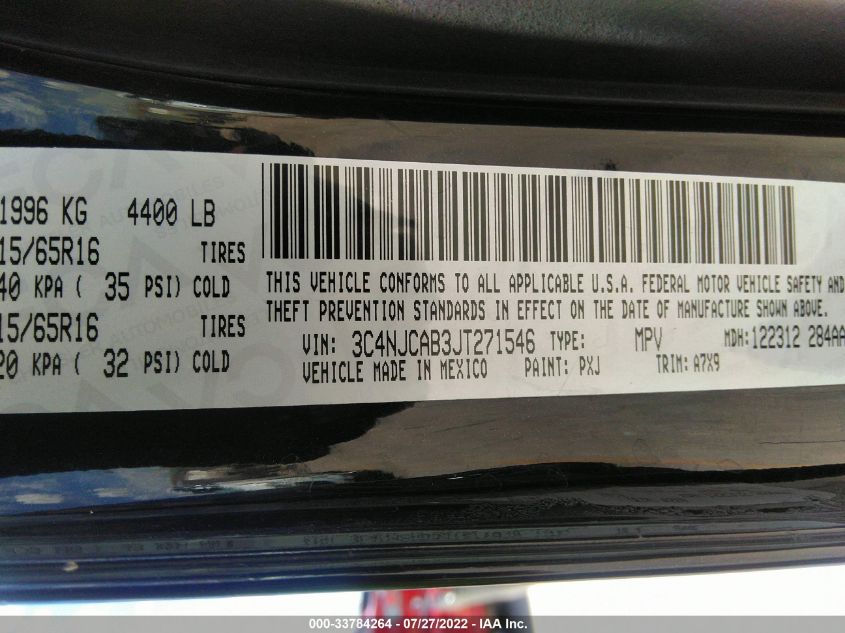 1996 KG 4400 LB
15/65R16 TIRES
40 KPA ( 35 PSI) COLD
15/65R16 TIRES
20 KPA ( 32 PSI) COLD
THIS VEHICLE CONFORMS TO ALL APPLICABLE U.S.A. FEDERAL MOTOR VEHICLE SAFETY AND
THEFT PREVENTION STANDARDS IN EFFECT ON THE DATE OF MANUFACTURE SHOWN ABOVE.
VIN: 3C4NJCAB3JT271546 TYPE: MPV MDH: 122312 284AA
VEHICLE MADE IN MEXICO PAINT: PXJ TRIM: A7X9
000-33784264 - 07/27/2022 - IAA Inc.